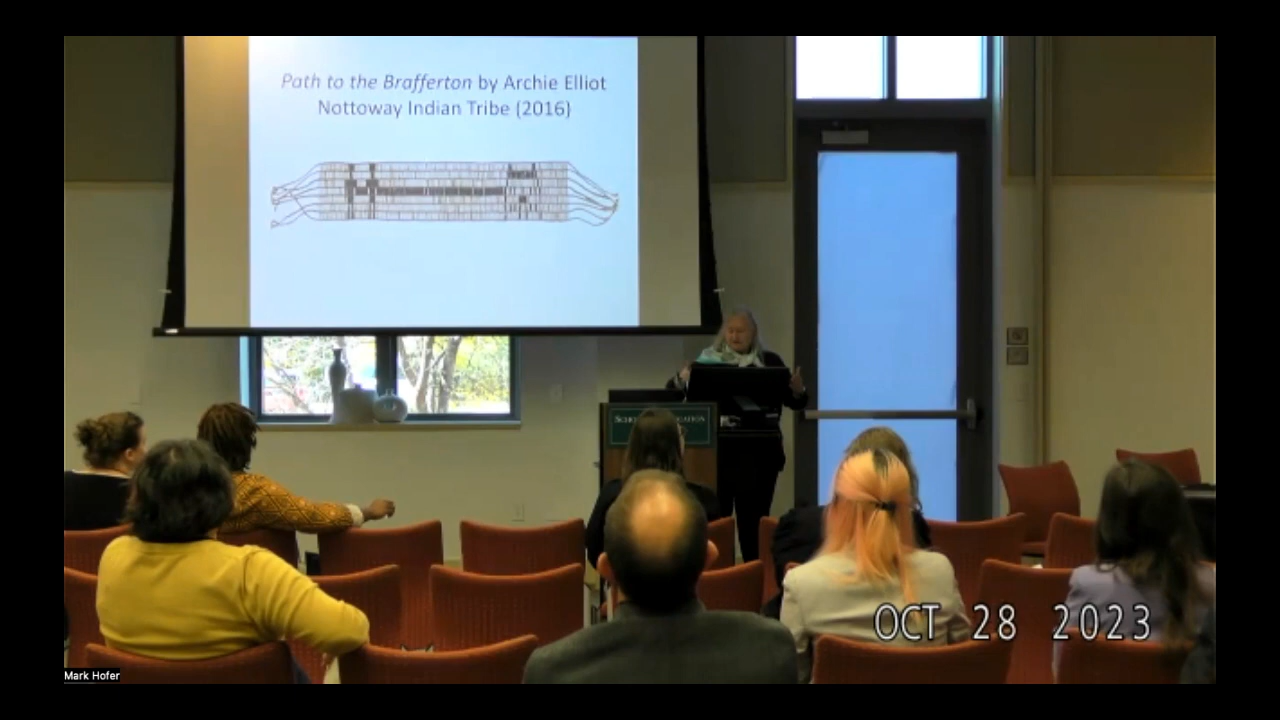 Path to the Brafferton by Archie Elliot
Nottoway Indian Tribe (2016)
OCT 28 2023
Mark Hofer